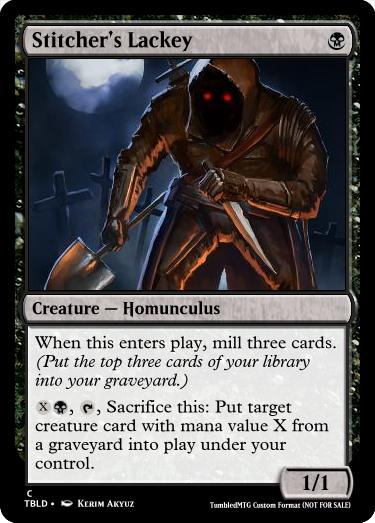 Stitcher's Lackey
Creature — Homunculus
When this enters play, mill three cards.
(Put the top three cards of your library
into your graveyard.)
X , , Sacrifice this: Put target
creature card with mana value X from
a graveyard into play under your
control.
1/1
C
TBLD • Kerim Akyuz
TumbledMTG Custom Format (NOT FOR SALE)